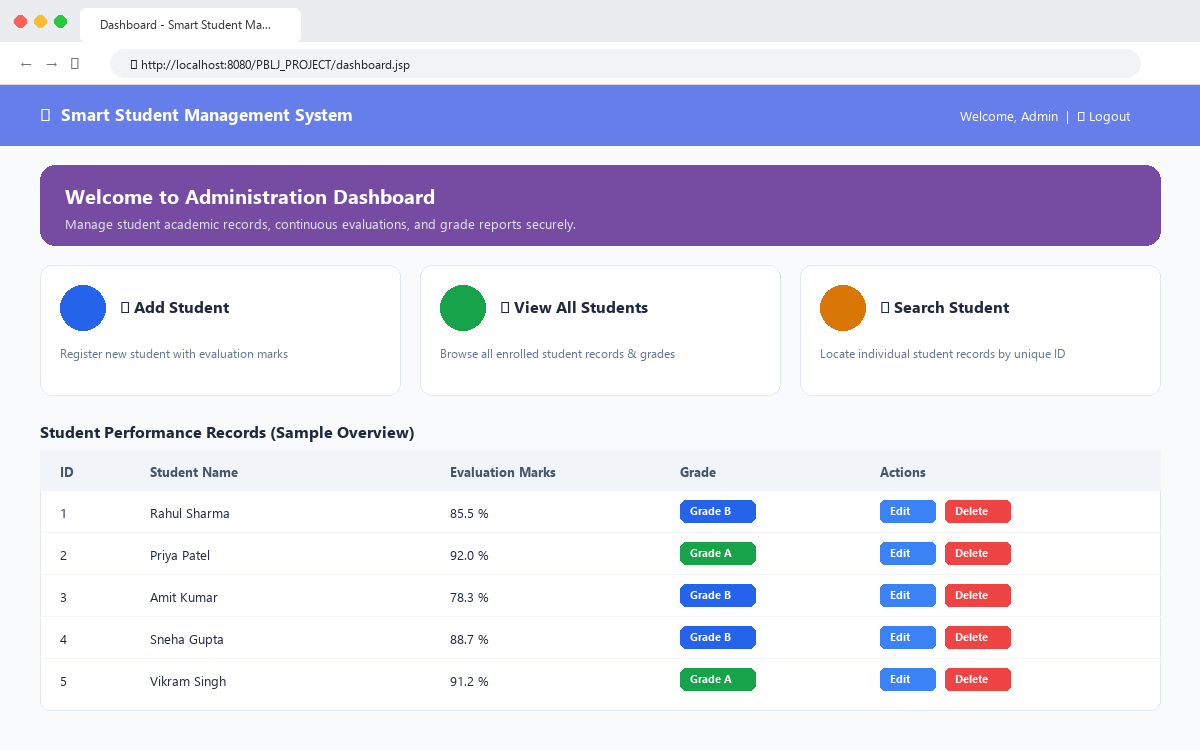 Dashboard - Smart Student Ma...
http://localhost:8080/PBLJ_PROJECT/dashboard.jsp
Smart Student Management System
Welcome, Admin | Logout
Welcome to Administration Dashboard
Manage student academic records, continuous evaluations, and grade reports securely.
Add Student
Register new student with evaluation marks
View All Students
Browse all enrolled student records & grades
Search Student
Locate individual student records by unique ID
Student Performance Records (Sample Overview)
ID Student Name Evaluation Marks Grade Actions
1 Rahul Sharma 85.5 % Grade B Edit Delete
2 Priya Patel 92.0 % Grade A Edit Delete
3 Amit Kumar 78.3 % Grade B Edit Delete
4 Sneha Gupta 88.7 % Grade B Edit Delete
5 Vikram Singh 91.2 % Grade A Edit Delete